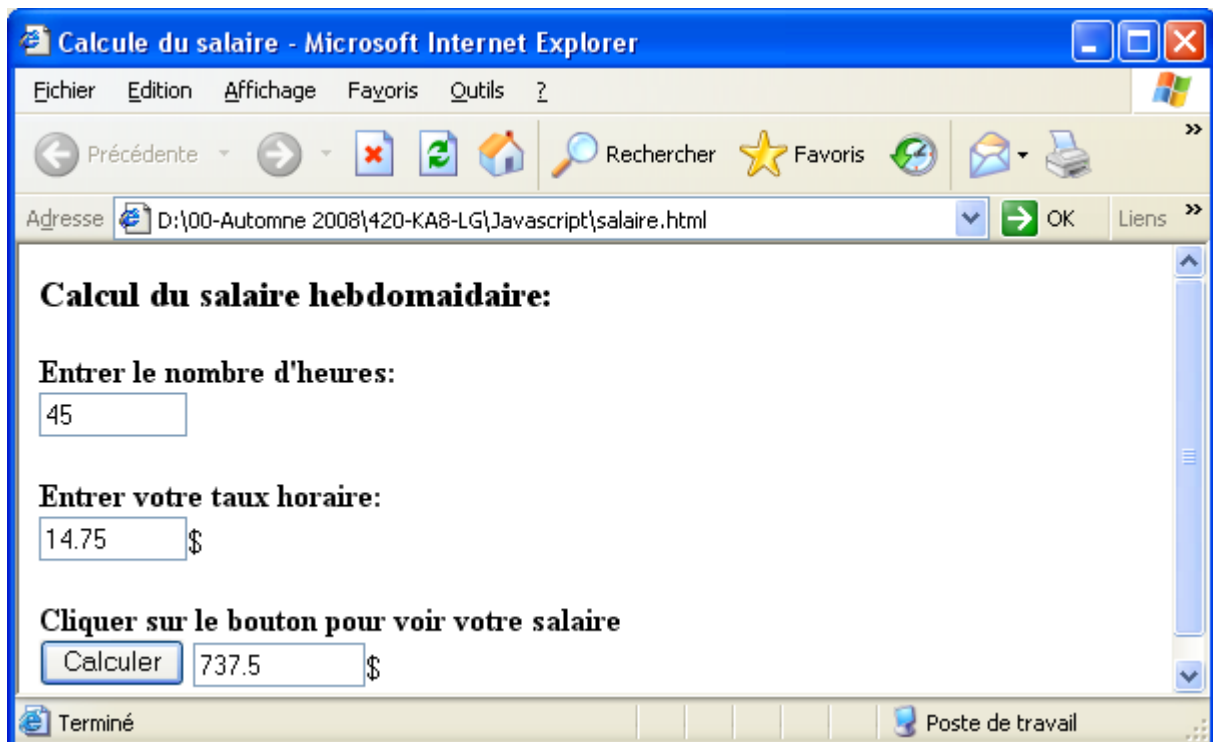 Calcule du salaire - Microsoft Internet Explorer
Fichier Edition Affichage Favoris Outils ?
Précédente Rechercher Favoris »
Adresse D:\00-Automne 2008\420-KA8-LG\Javascript\salaire.html OK Liens »
Calcul du salaire hebdomaidaire:
Entrer le nombre d'heures:
45
Entrer votre taux horaire:
14.75 $
Cliquer sur le bouton pour voir votre salaire
Calculer 737.5 $
Terminé Poste de travail